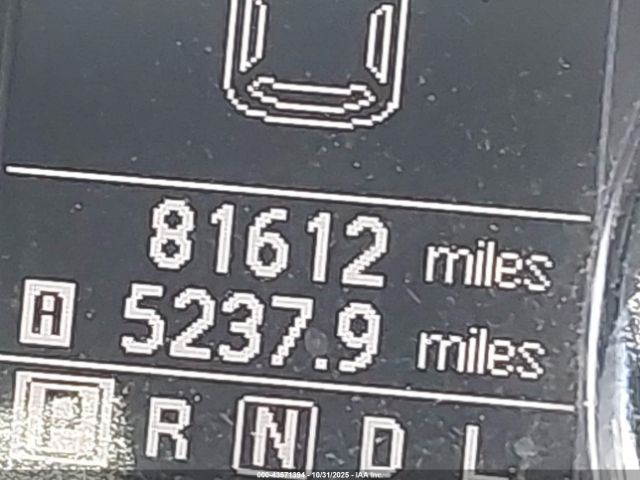 81612 miles
A 5237.9 miles
P R N D L
000-43571394 - 10/31/2025 - IAA Inc.